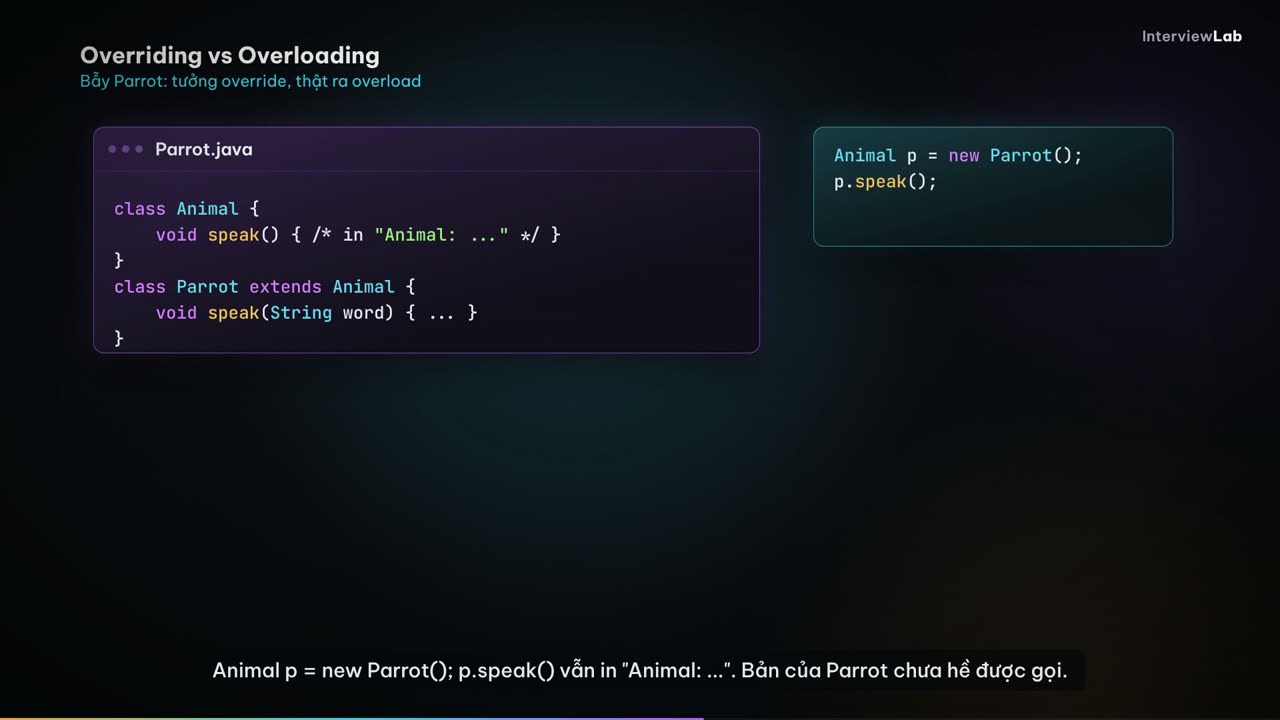 Overriding vs Overloading
Bẫy Parrot: tưởng override, thật ra overload
InterviewLab
Parrot.java
class Animal {
    void speak() { /* in "Animal: ..." */ }
}
class Parrot extends Animal {
    void speak(String word) { ... }
}
Animal p = new Parrot();
p.speak();
Animal p = new Parrot(); p.speak() vẫn in "Animal: ...". Bản của Parrot chưa hề được gọi.